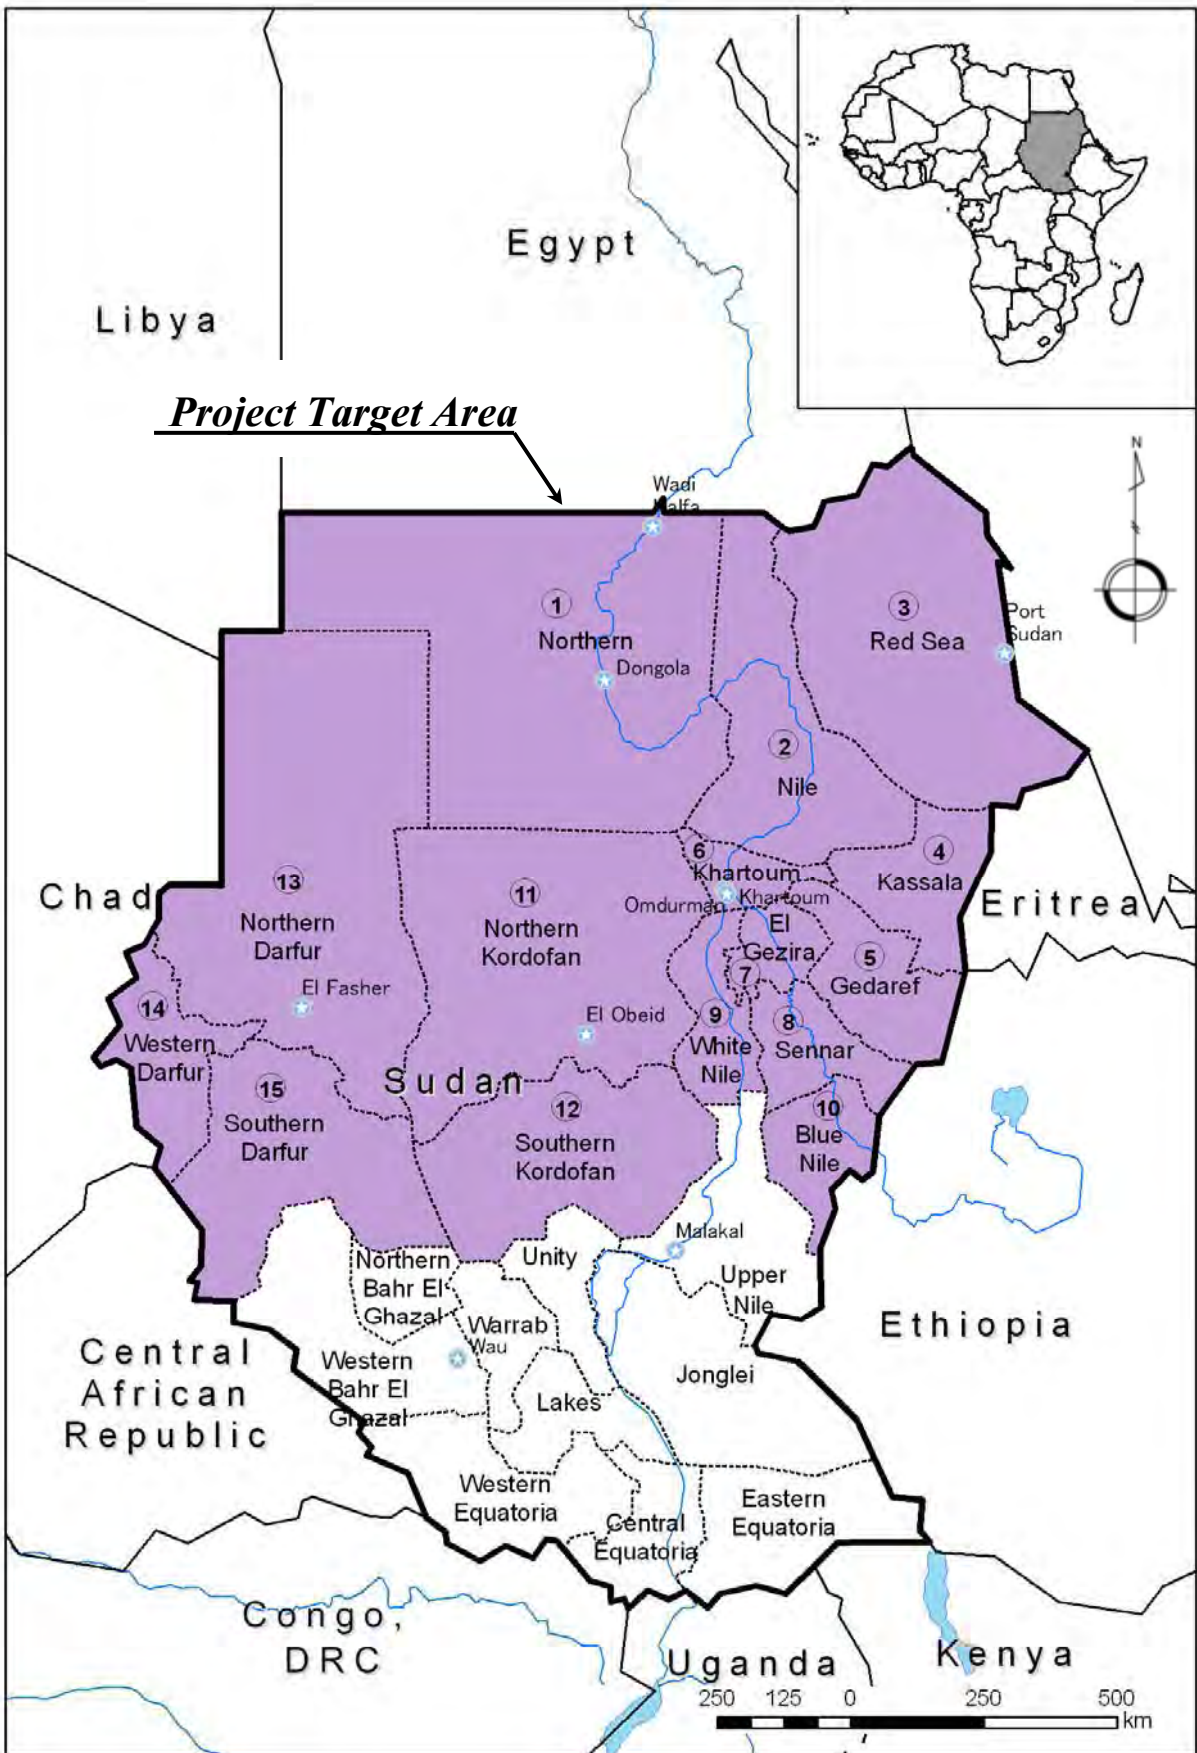 Egypt
Libya
Project Target Area
N
Wadi
Halfa
1
Northern
Dongola
3
Red Sea
Port
Sudan
2
Nile
6
Khartoum
Khartoum
Omdurman
4
Kassala
Chad
Eritrea
13
Northern
Darfur
El Fasher
11
Northern
Kordofan
El Obeid
El
Gezira
7
5
Gedaref
14
Western
Darfur
9
White
Nile
8
Sennar
Sudan
15
Southern
Darfur
12
Southern
Kordofan
10
Blue
Nile
Malakal
Northern
Bahr El
Ghazal
Unity
Upper
Nile
Warrab
Wau
Western
Bahr El
Ghazal
Lakes
Jonglei
Ethiopia
Central
African
Republic
Western
Equatoria
Central
Equatoria
Eastern
Equatoria
Congo,
DRC
Uganda
Kenya
250 125 0 250 500
km